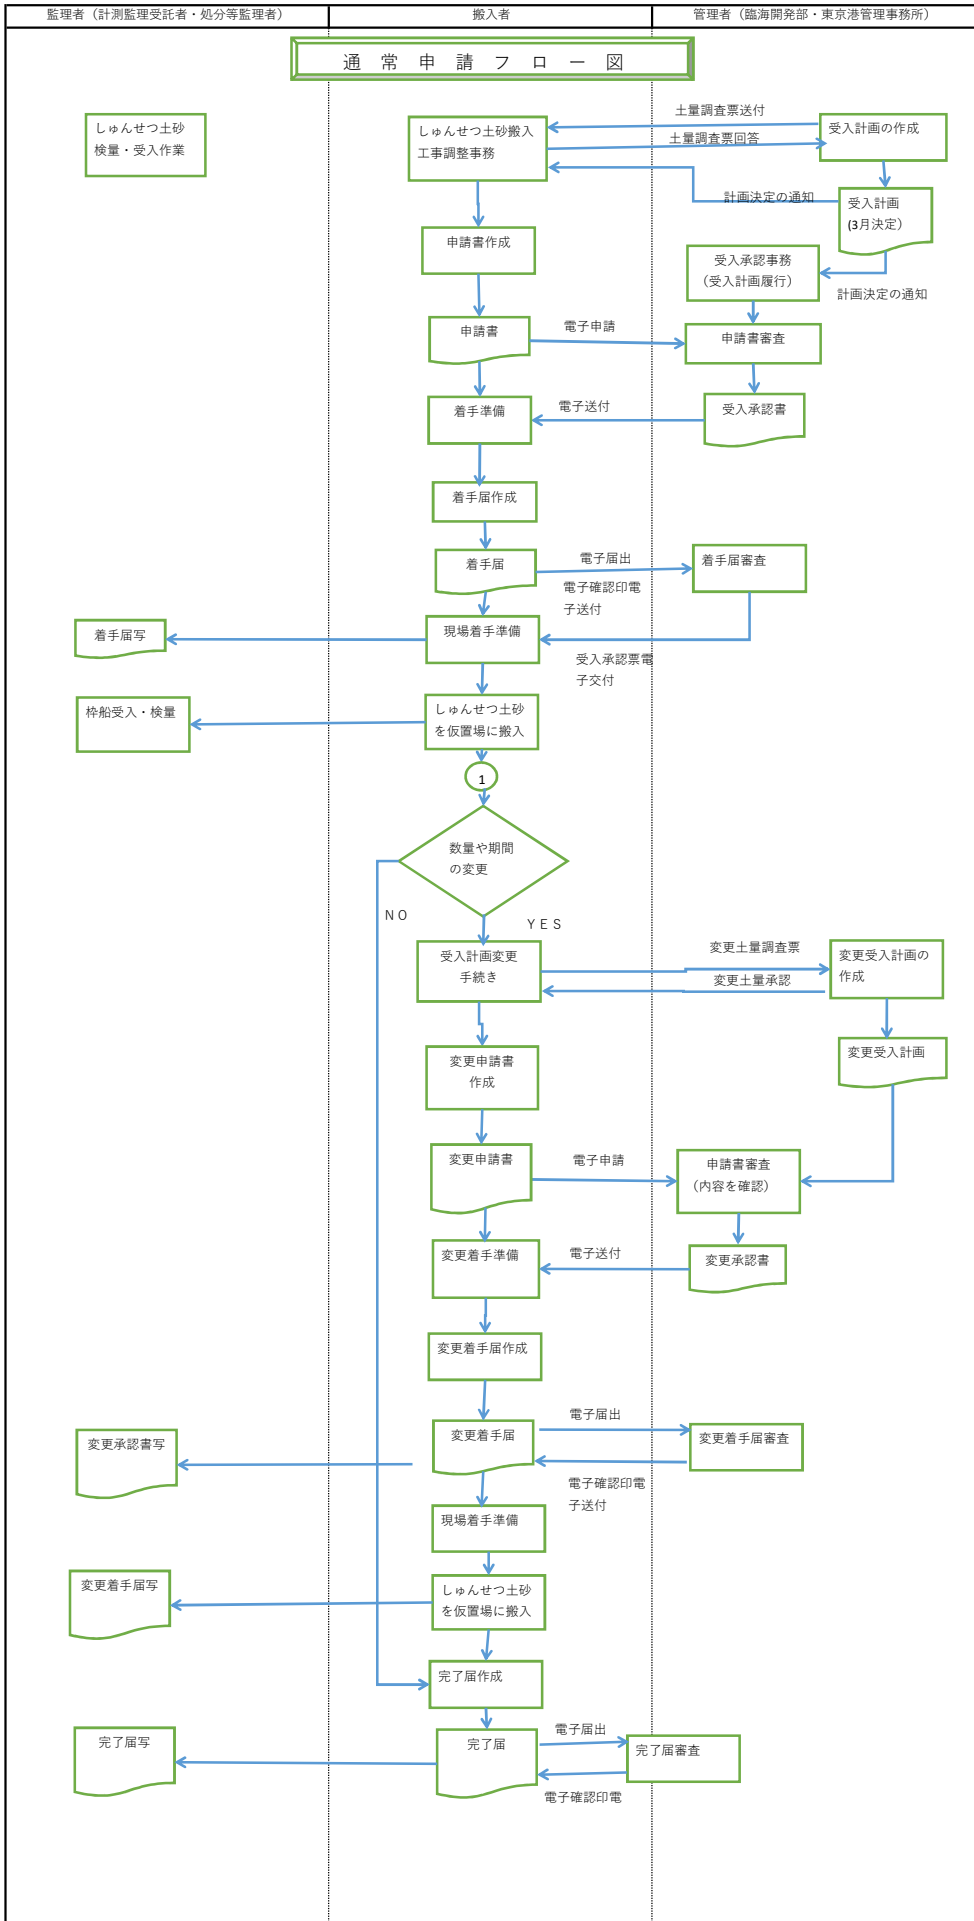 監理者（計測監理受託者・処分等監理者）
搬入者
管理者（臨海開発部・東京港管理事務所）
通常申請フロー図
しゅんせつ土砂
検量・受入作業
しゅんせつ土砂搬入
工事調整事務
土量調査票送付
土量調査票回答
受入計画の作成
計画決定の通知
受入計画
(3月決定）
申請書作成
受入承認事務
（受入計画履行）
計画決定の通知
申請書
電子申請
申請書審査
着手準備
電子送付
受入承認書
着手届作成
着手届
電子届出
着手届審査
電子確認印電
子送付
着手届写
現場着手準備
受入承認票電
子交付
枠船受入・検量
しゅんせつ土砂
を仮置場に搬入
1
数量や期間
の変更
ＮＯ
ＹＥＳ
受入計画変更
手続き
変更土量調査票
変更土量承認
変更受入計画の
作成
変更受入計画
変更申請書
作成
変更申請書
電子申請
申請書審査
（内容を確認）
変更着手準備
電子送付
変更承認書
変更着手届作成
変更着手届
電子届出
変更着手届審査
変更承認書写
電子確認印電
子送付
現場着手準備
変更着手届写
しゅんせつ土砂
を仮置場に搬入
完了届作成
完了届
電子届出
完了届審査
完了届写
電子確認印電